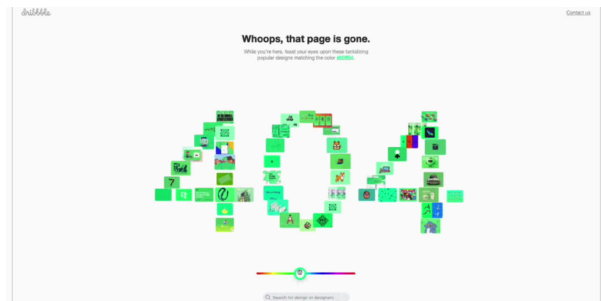 dribbble
Contact us
Whoops, that page is gone.
While you're here, feast your eyes upon these tantalizing
popular designs matching the color
404
Search for design or designers